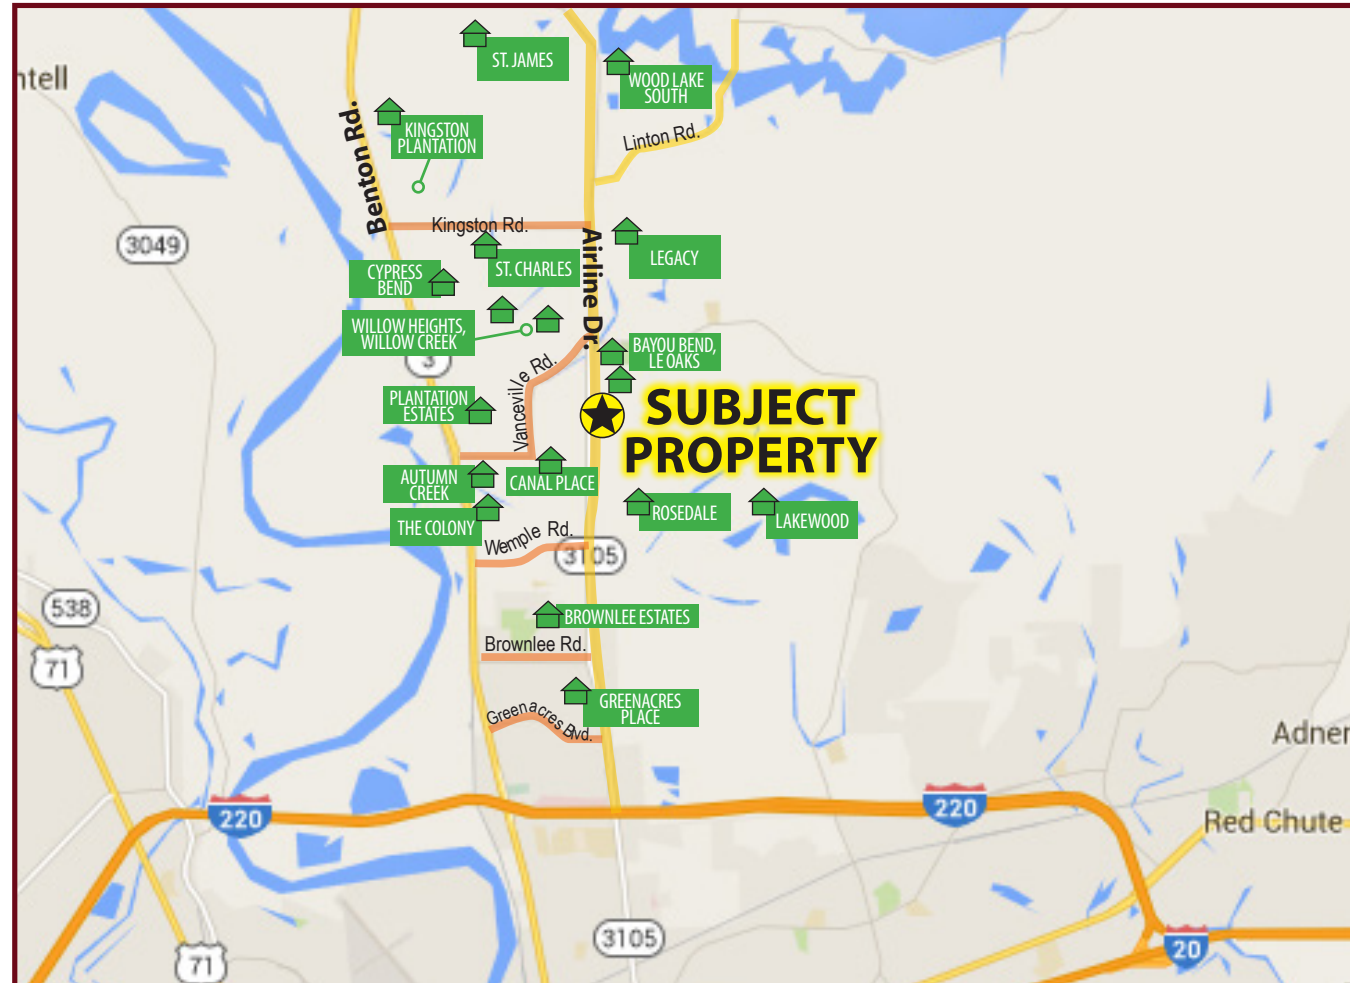 ST. JAMES
WOOD LAKE
SOUTH
ntell
KINGSTON
PLANTATION
Benton Rd.
Linton Rd.
3049
Kingston Rd.
Airline Dr.
LEGACY
ST. CHARLES
CYPRESS
BEND
WILLOW HEIGHTS,
WILLOW CREEK
3
BAYOU BEND,
LE OAKS
Vanceville Rd.
PLANTATION
ESTATES
SUBJECT
PROPERTY
AUTUMN
CREEK
CANAL PLACE
THE COLONY
ROSEDALE
LAKEWOOD
Wemple Rd.
3105
538
71
BROWNLEE ESTATES
Brownlee Rd.
GREENACRES
PLACE
Greenacres Blvd.
Adner
220
220
Red Chute
3105
20
71